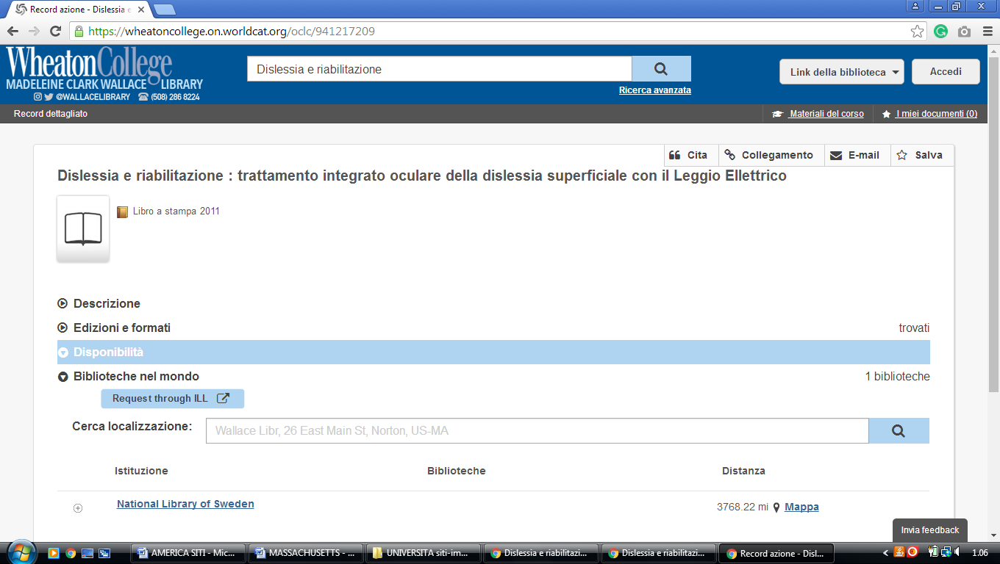 Record azione - Dislessia e
https://wheatoncollege.on.worldcat.org/oclc/941217209
WheatonCollege
MADELEINE CLARK WALLACE LIBRARY
@WALLACELIBRARY (508) 286 8224
Dislessia e riabilitazione
Ricerca avanzata
Link della biblioteca
Accedi
Record dettagliato
Materiali del corso
I miei documenti (0)
Cita
Collegamento
E-mail
Salva
Dislessia e riabilitazione : trattamento integrato oculare della dislessia superficiale con il Leggio Ellettrico
Libro a stampa 2011
Descrizione
Edizioni e formati trovati
Disponibilità
Biblioteche nel mondo 1 biblioteche
Request through ILL
Cerca localizzazione: Wallace Libr, 26 East Main St, Norton, US-MA
Istituzione Biblioteche Distanza
National Library of Sweden 3768.22 mi Mappa
Invia feedback
AMERICA SITI - Mic... MASSACHUSETTS - ... UNIVERSITA siti-im... Dislessia e riabilitazi... Dislessia e riabilitazi... Record azione - Disl... 1.06